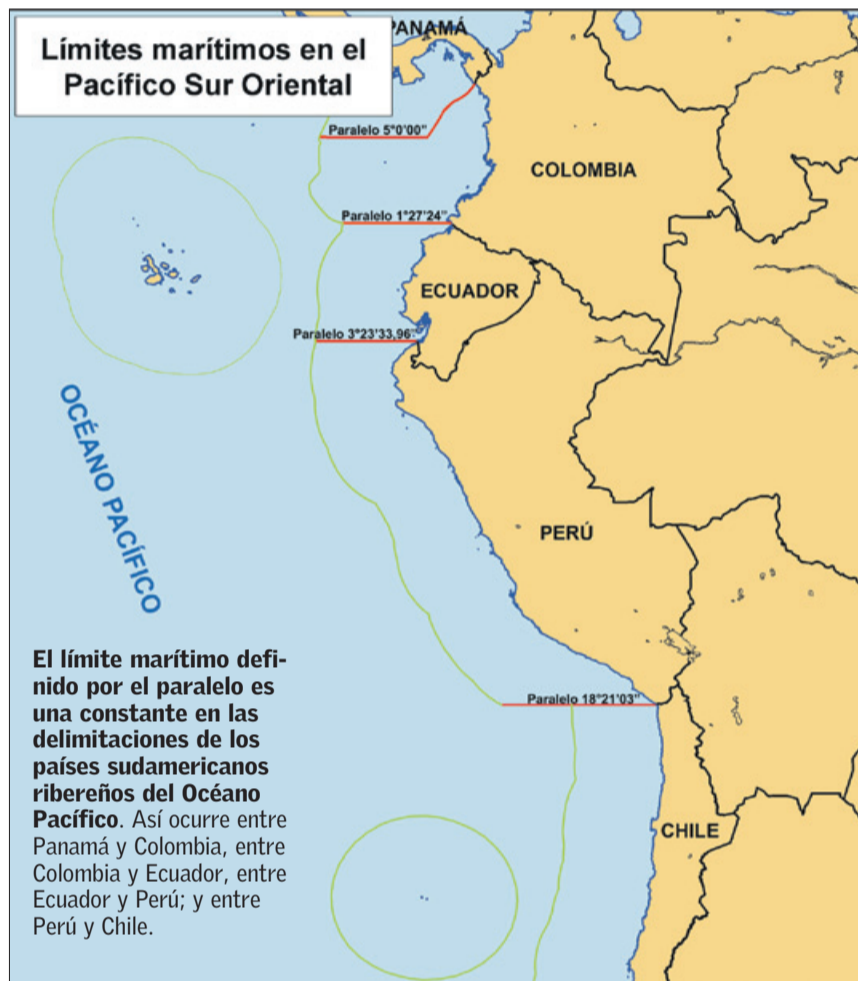 Límites marítimos en el
Pacífico Sur Oriental
PANAMÁ
Paralelo 5°0'00"
COLOMBIA
Paralelo 1°27'24"
ECUADOR
Paralelo 3°23'33,96"
OCÉANO PACÍFICO
PERÚ
Paralelo 18°21'03"
CHILE
El límite marítimo defi-
nido por el paralelo es
una constante en las
delimitaciones de los
países sudamericanos
ribereños del Océano
Pacífico. Así ocurre entre
Panamá y Colombia, entre
Colombia y Ecuador, entre
Ecuador y Perú; y entre
Perú y Chile.